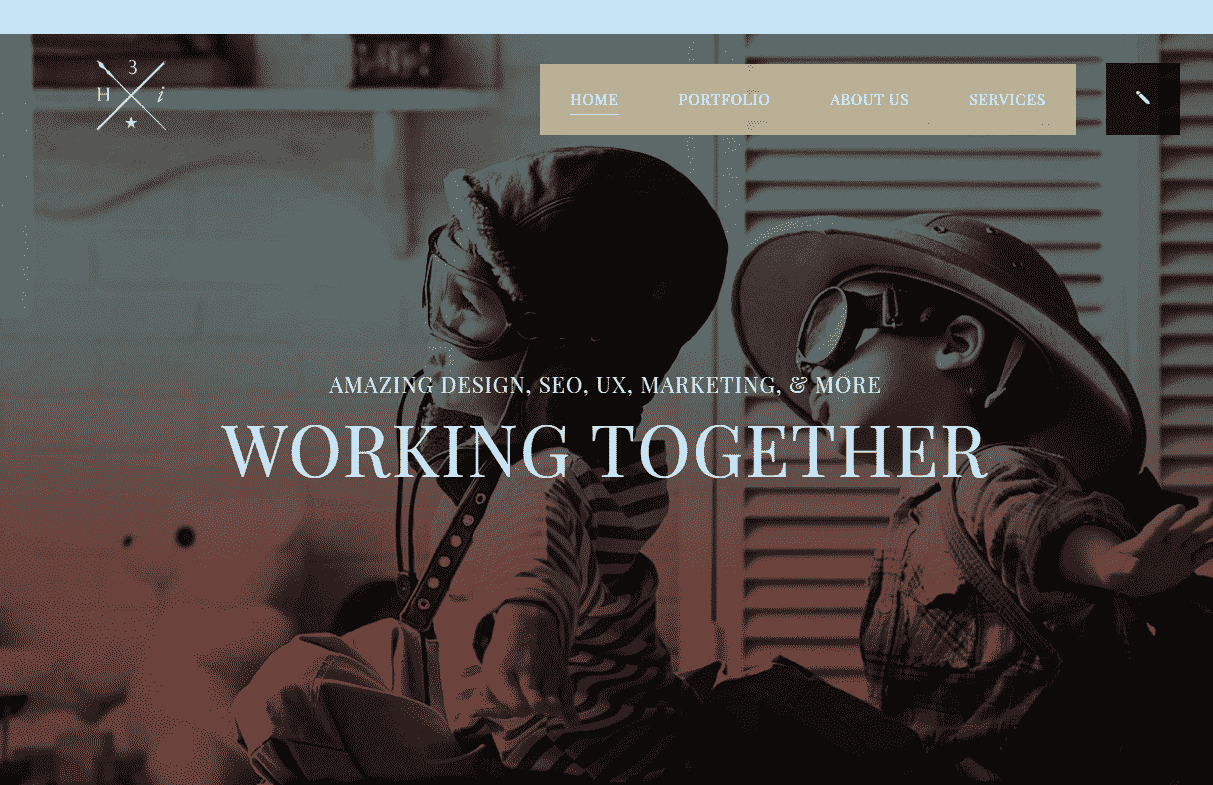 3
H i
HOME PORTFOLIO ABOUT US SERVICES
AMAZING DESIGN, SEO, UX, MARKETING, & MORE
WORKING TOGETHER